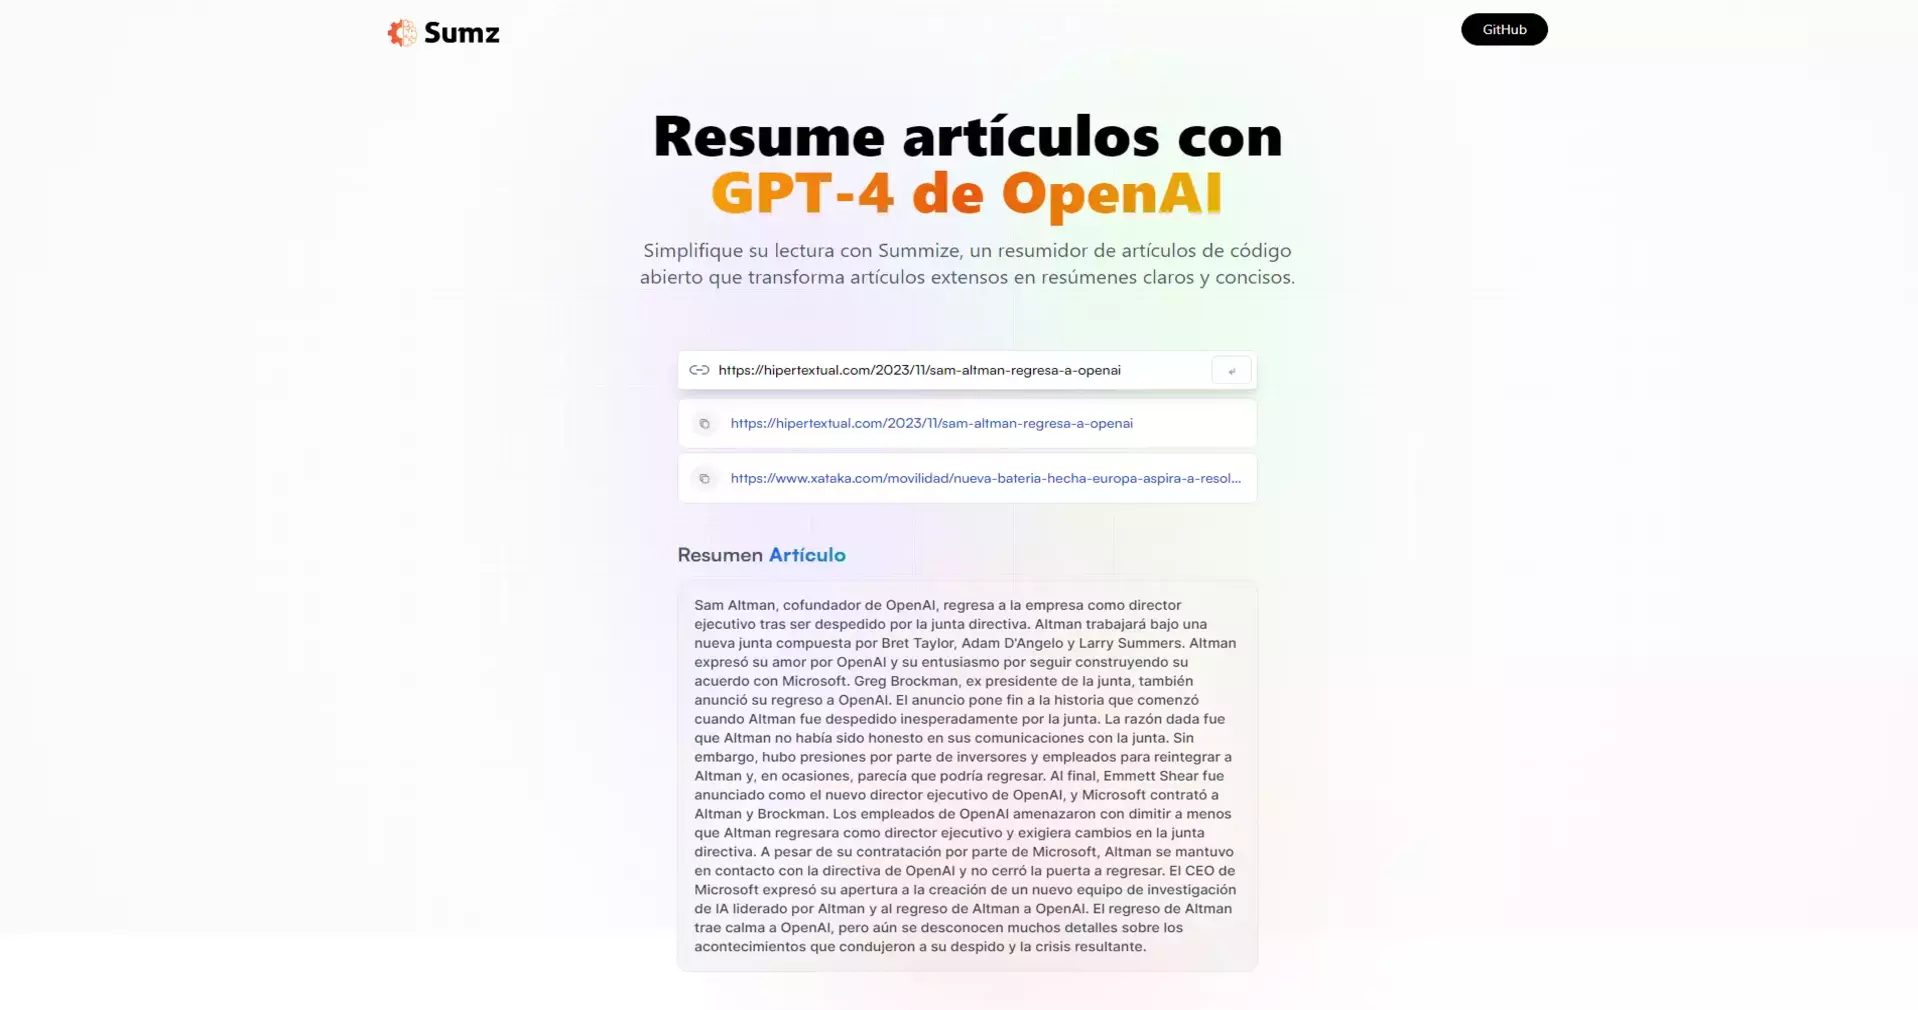 Sumz
GitHub
Resume artículos con
GPT-4 de OpenAI
Simplifique su lectura con Summize, un resumidor de artículos de código
abierto que transforma artículos extensos en resúmenes claros y concisos.
https://hipertextual.com/2023/11/sam-altman-regresa-a-openai
https://hipertextual.com/2023/11/sam-altman-regresa-a-openai
https://www.xataka.com/movilidad/nueva-bateria-hecha-europa-aspira-a-resol...
Resumen Artículo
Sam Altman, cofundador de OpenAI, regresa a la empresa como director
ejecutivo tras ser despedido por la junta directiva. Altman trabajará bajo una
nueva junta compuesta por Bret Taylor, Adam D'Angelo y Larry Summers. Altman
expresó su amor por OpenAI y su entusiasmo por seguir construyendo su
acuerdo con Microsoft. Greg Brockman, ex presidente de la junta, también
anunció su regreso a OpenAI. El anuncio pone fin a la historia que comenzó
cuando Altman fue despedido inesperadamente por la junta. La razón dada fue
que Altman no había sido honesto en sus comunicaciones con la junta. Sin
embargo, hubo presiones por parte de inversores y empleados para reintegrar a
Altman y, en ocasiones, parecía que podría regresar. Al final, Emmett Shear fue
anunciado como el nuevo director ejecutivo de OpenAI, y Microsoft contrató a
Altman y Brockman. Los empleados de OpenAI amenazaron con dimitir a menos
que Altman regresara como director ejecutivo y exigiera cambios en la junta
directiva. A pesar de su contratación por parte de Microsoft, Altman se mantuvo
en contacto con la directiva de OpenAI y no cerró la puerta a regresar. El CEO de
Microsoft expresó su apertura a la creación de un nuevo equipo de investigación
de IA liderado por Altman y al regreso de Altman a OpenAI. El regreso de Altman
trae calma a OpenAI, pero aún se desconocen muchos detalles sobre los
acontecimientos que condujeron a su despido y la crisis resultante.